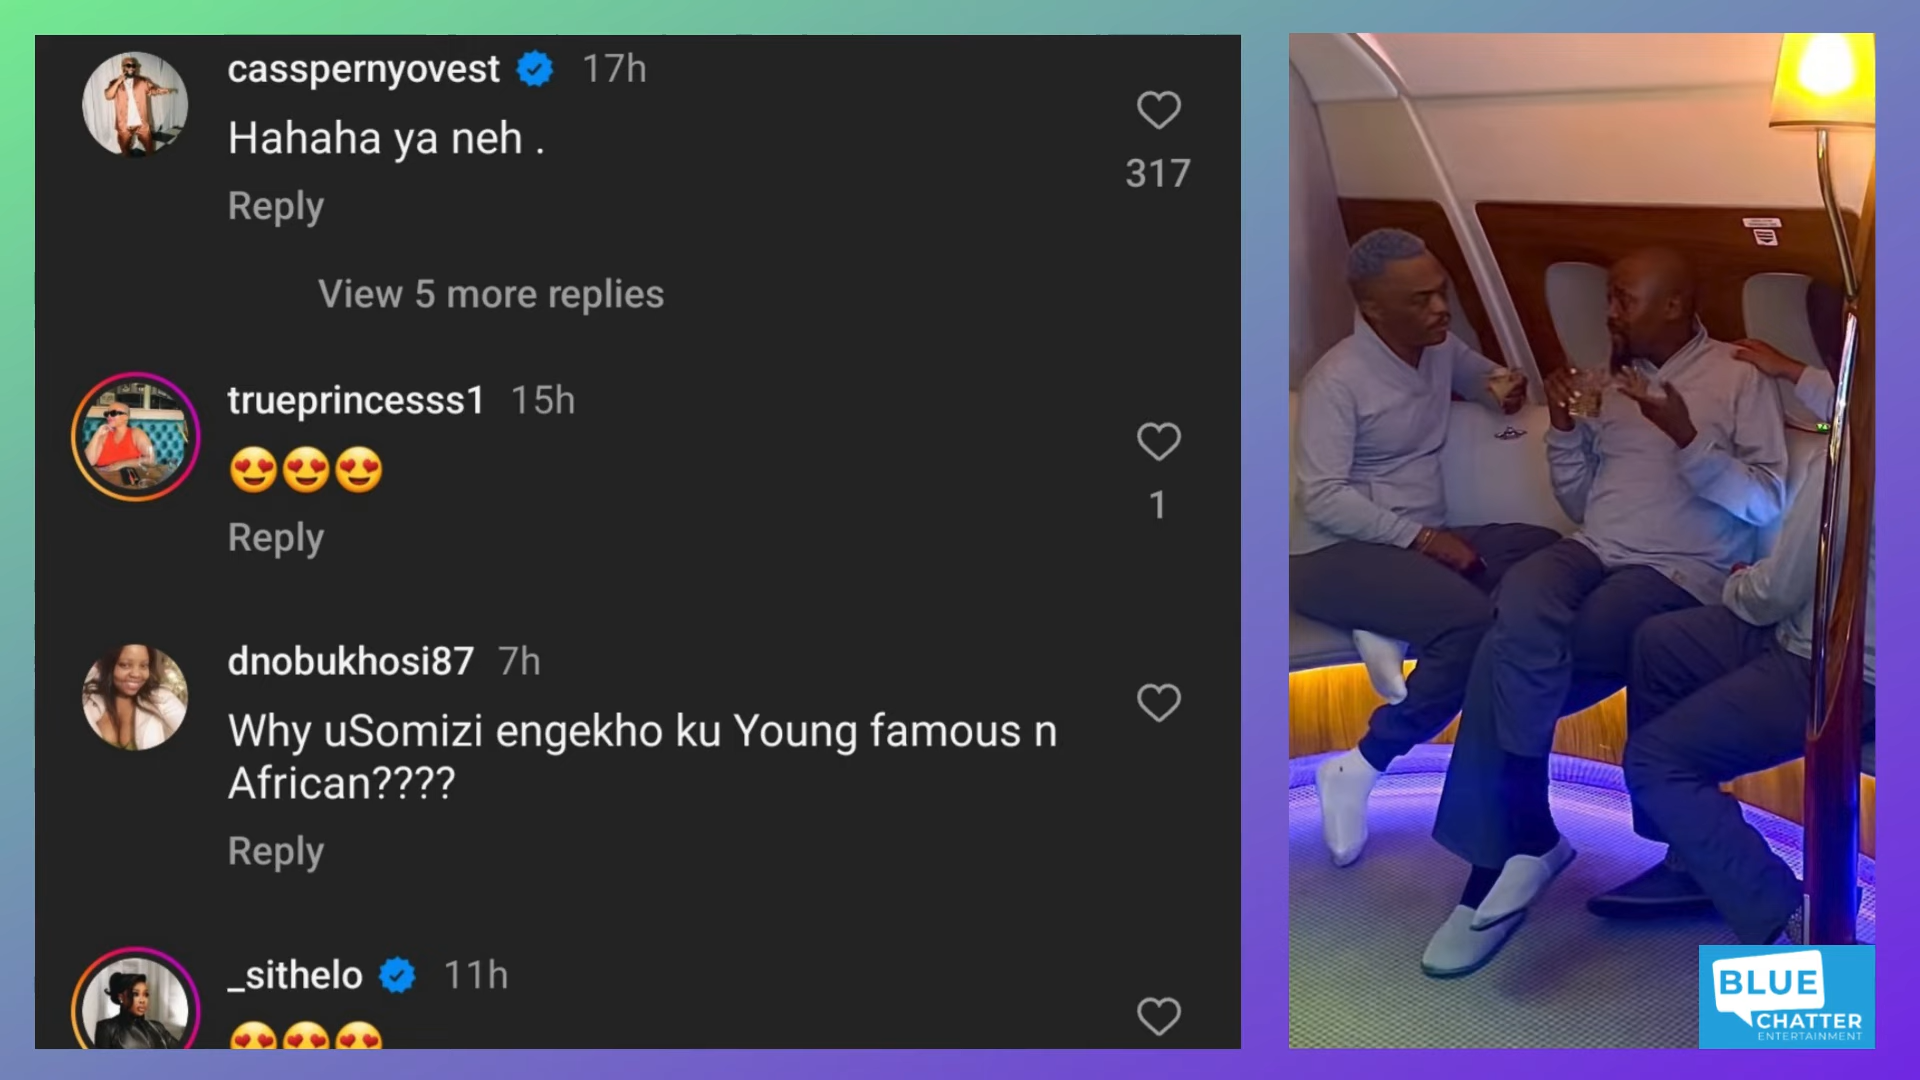 casspernyovest 17h
Hahaha ya neh .
317
Reply
View 5 more replies
trueprincesss1 15h
😍😍😍
1
Reply
dnobukhosi87 7h
Why uSomizi engekho ku Young famous n
African????
Reply
_sithelo 11h
😍😍😍
BLUE
CHATTER
ENTERTAINMENT